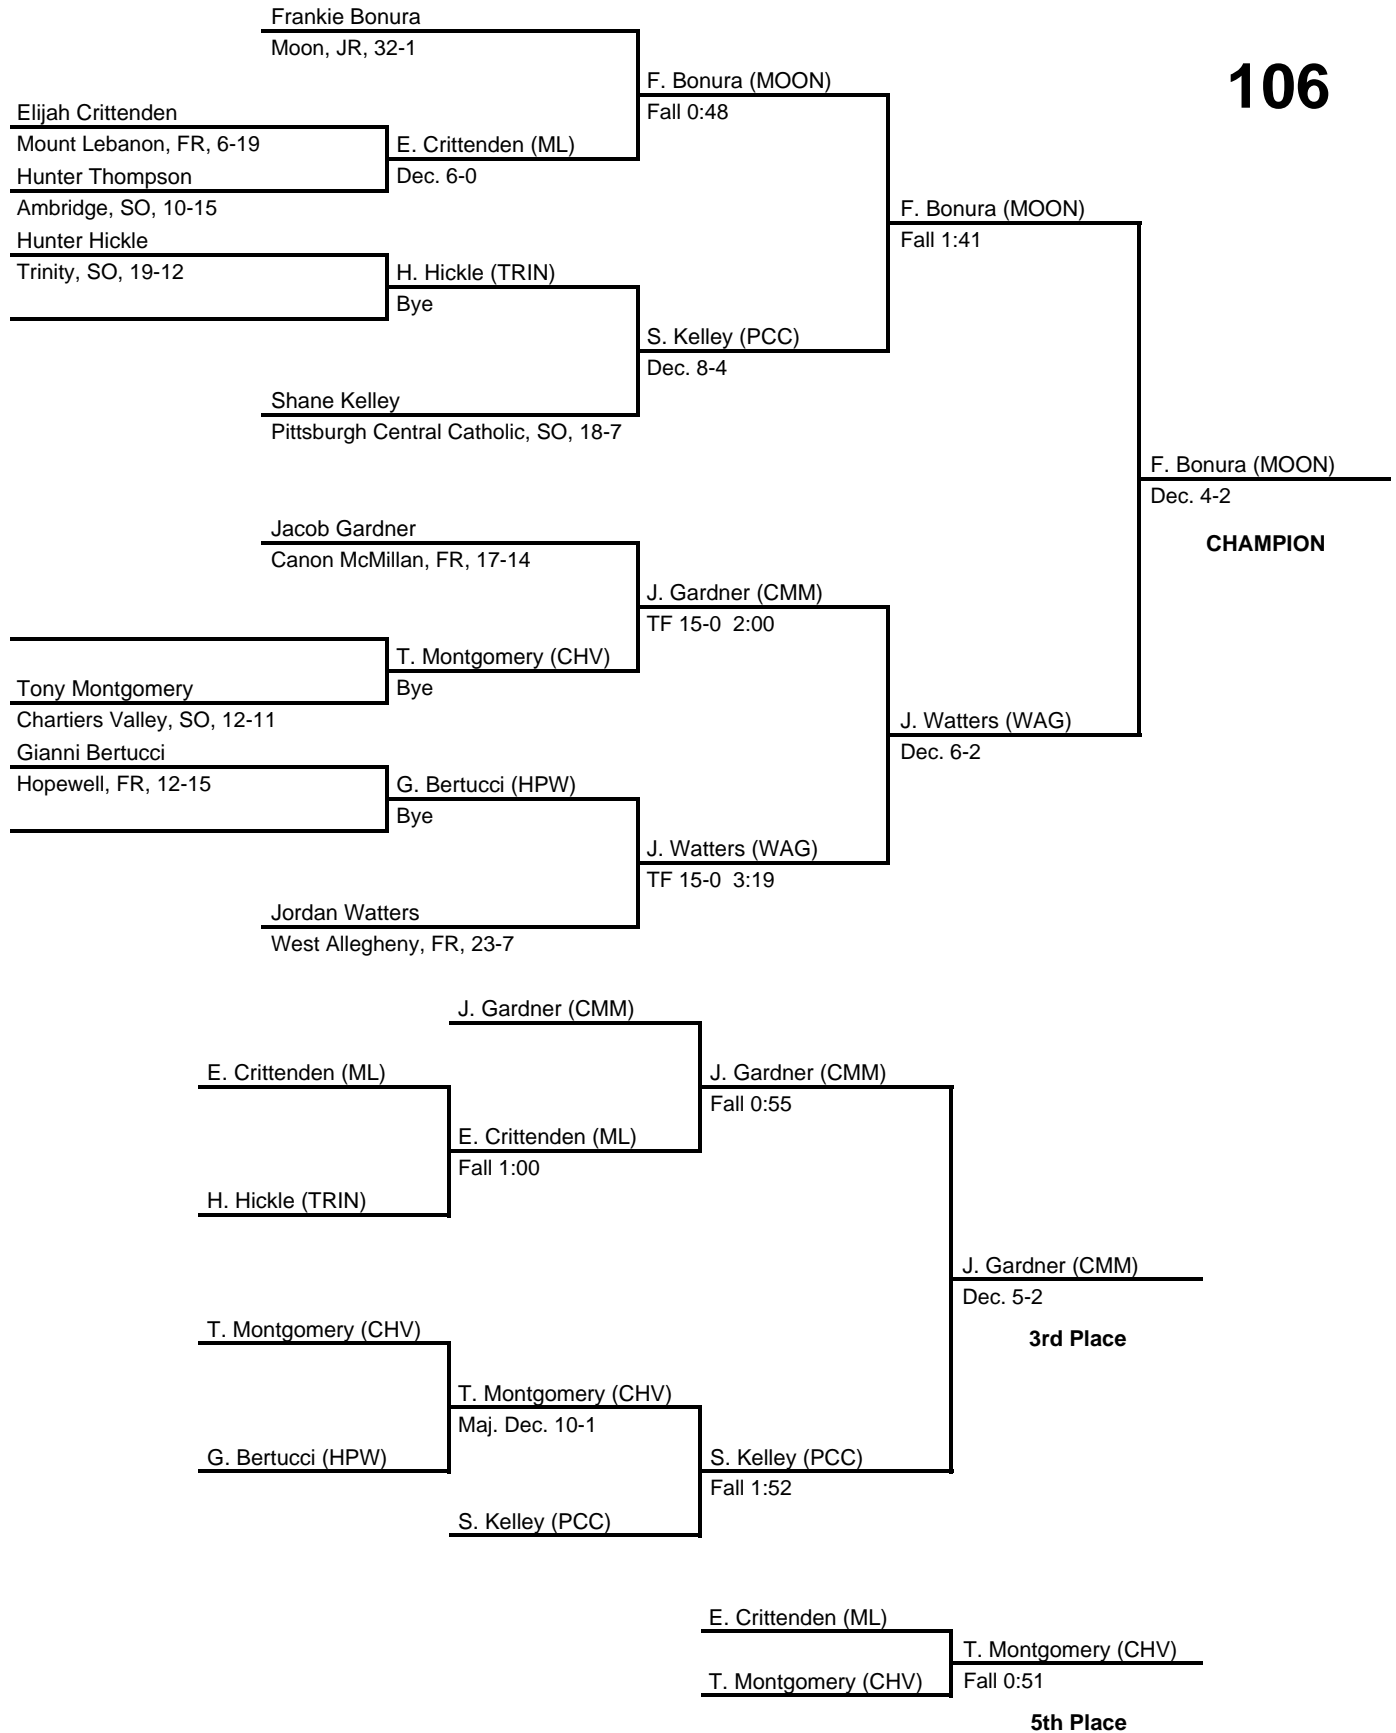 106
Frankie Bonura
Moon, JR, 32-1
F. Bonura (MOON)
Fall 0:48
Elijah Crittenden
Mount Lebanon, FR, 6-19
E. Crittenden (ML)
Dec. 6-0
Hunter Thompson
Ambridge, SO, 10-15
F. Bonura (MOON)
Fall 1:41
Hunter Hickle
Trinity, SO, 19-12
H. Hickle (TRIN)
Bye
S. Kelley (PCC)
Dec. 8-4
Shane Kelley
Pittsburgh Central Catholic, SO, 18-7
F. Bonura (MOON)
Dec. 4-2
CHAMPION
Jacob Gardner
Canon McMillan, FR, 17-14
J. Gardner (CMM)
TF 15-0 2:00
T. Montgomery (CHV)
Bye
Tony Montgomery
Chartiers Valley, SO, 12-11
J. Watters (WAG)
Dec. 6-2
Gianni Bertucci
Hopewell, FR, 12-15
G. Bertucci (HPW)
Bye
J. Watters (WAG)
TF 15-0 3:19
Jordan Watters
West Allegheny, FR, 23-7
J. Gardner (CMM)
E. Crittenden (ML)
J. Gardner (CMM)
Fall 0:55
E. Crittenden (ML)
Fall 1:00
H. Hickle (TRIN)
J. Gardner (CMM)
Dec. 5-2
3rd Place
T. Montgomery (CHV)
T. Montgomery (CHV)
Maj. Dec. 10-1
G. Bertucci (HPW)
S. Kelley (PCC)
Fall 1:52
S. Kelley (PCC)
E. Crittenden (ML)
T. Montgomery (CHV)
Fall 0:51
T. Montgomery (CHV)
5th Place